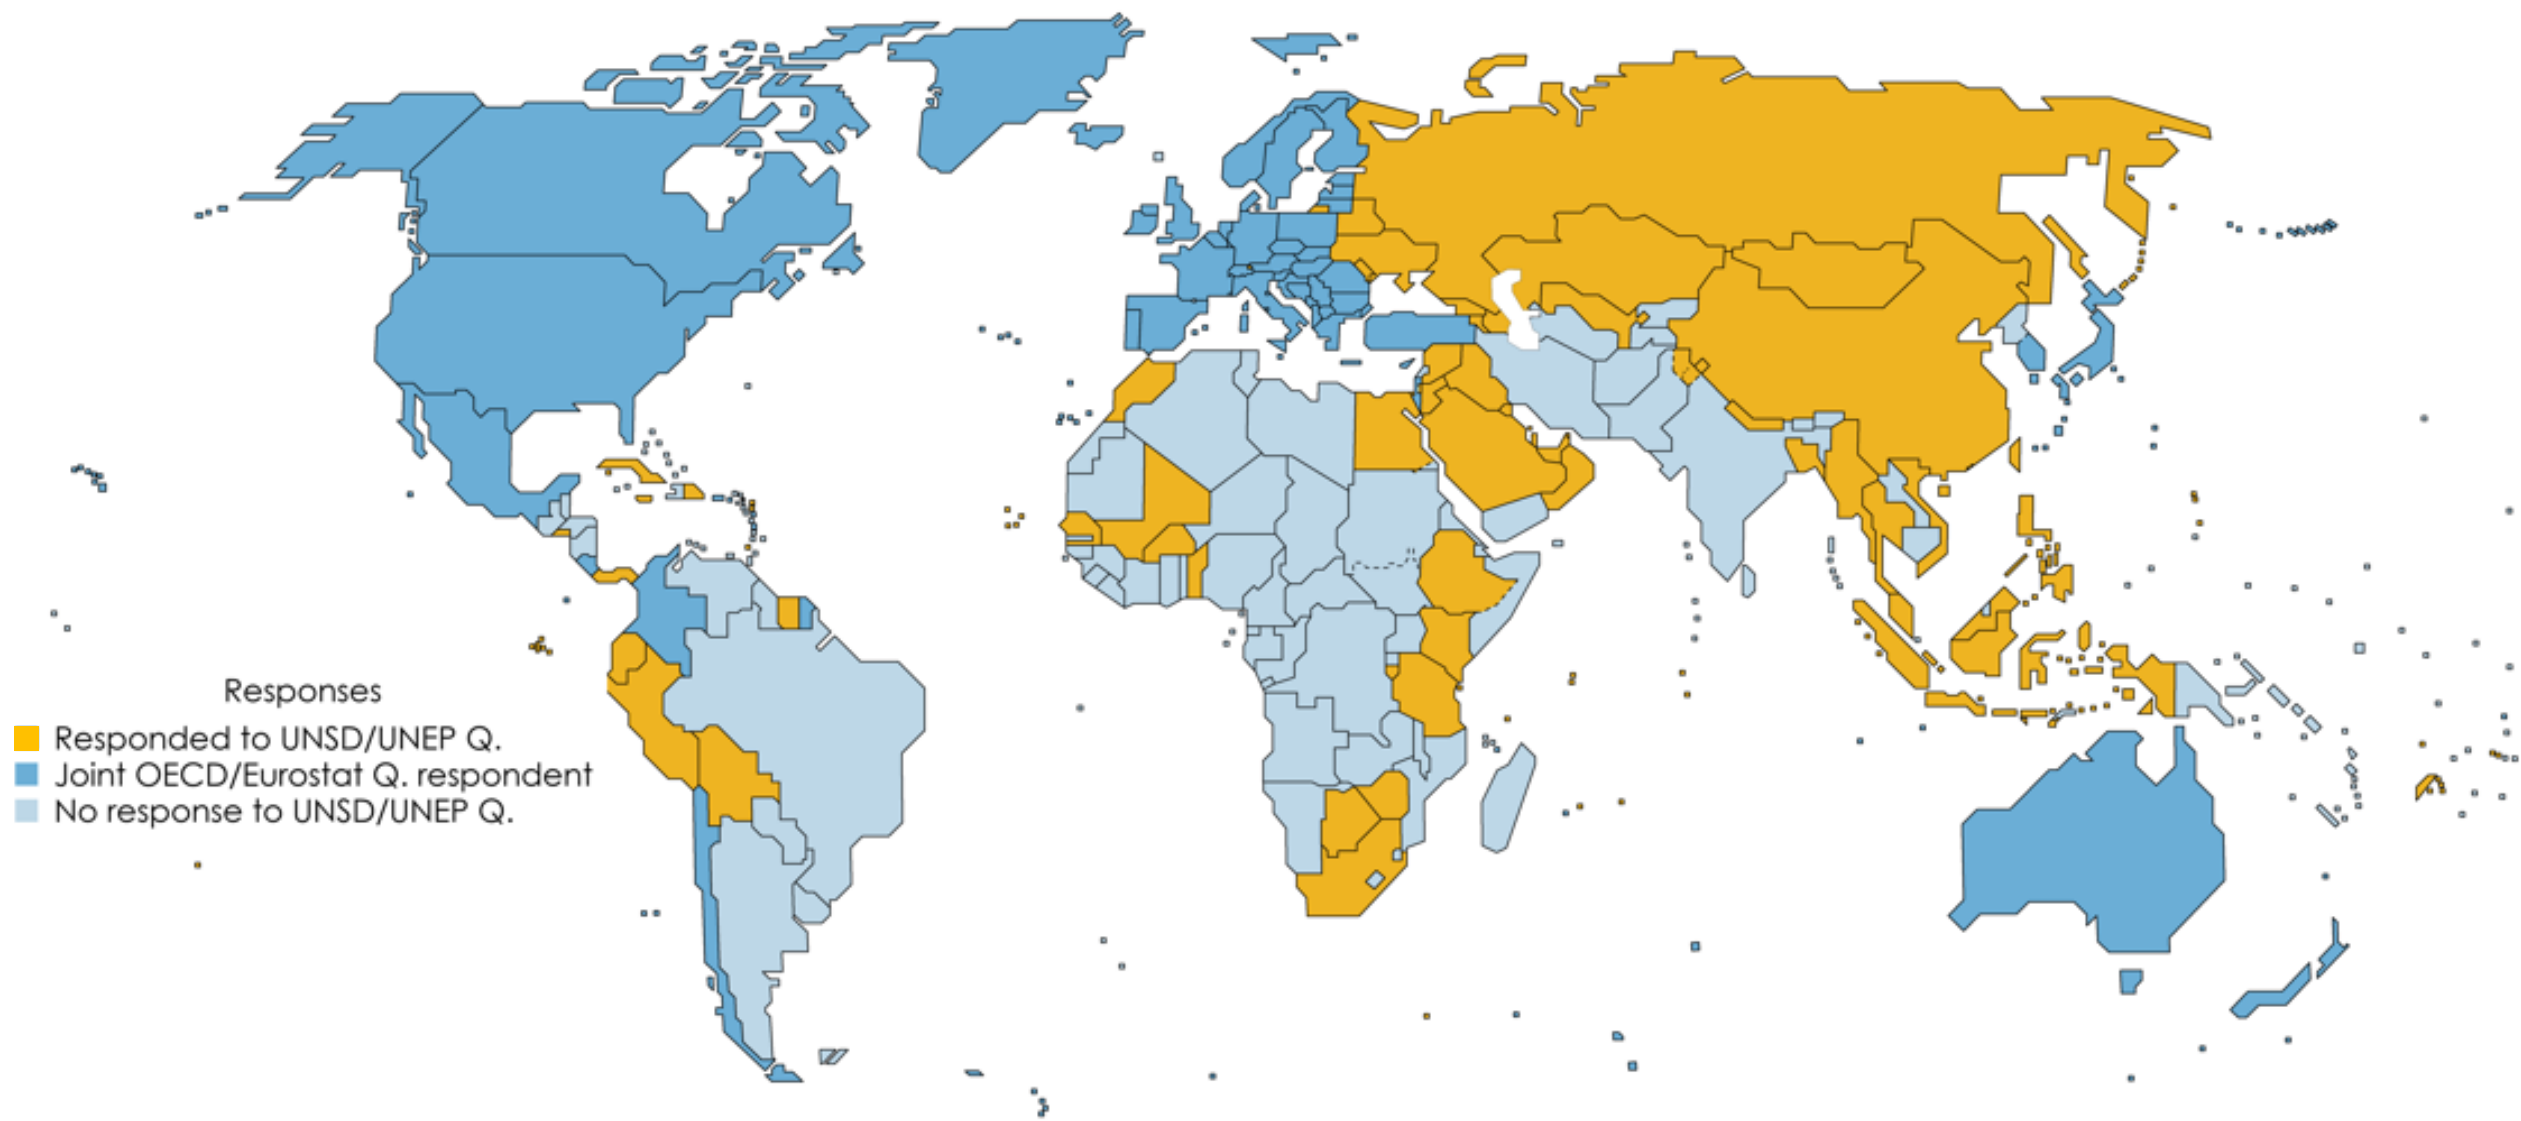 Responses
Responded to UNSD/UNEP Q.
Joint OECD/Eurostat Q. respondent
No response to UNSD/UNEP Q.